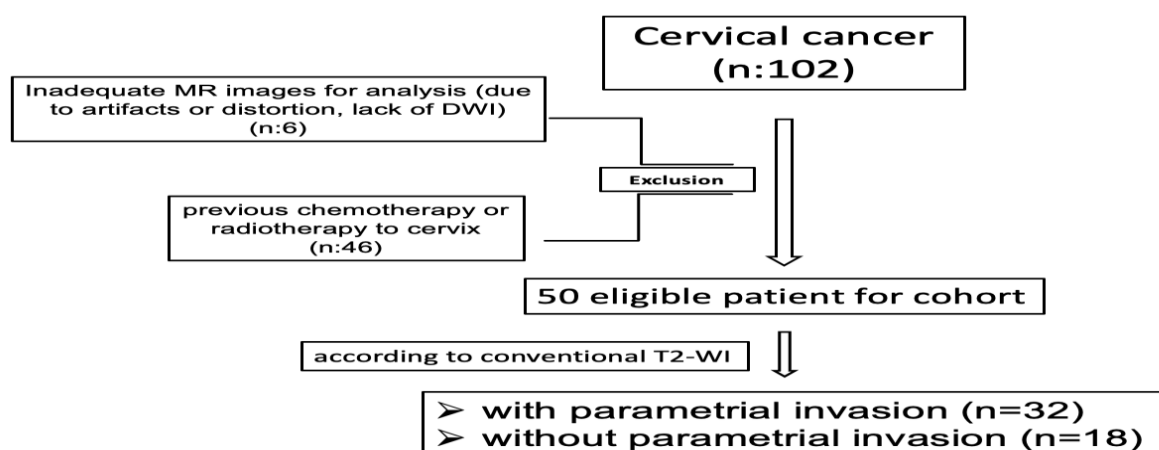 Cervical cancer
(n:102)
Inadequate MR images for analysis (due
to artifacts or distortion, lack of DWI)
(n:6)
Exclusion
previous chemotherapy or
radiotherapy to cervix
(n:46)
50 eligible patient for cohort
according to conventional T2-WI
➢ with parametrial invasion (n=32)
➢ without parametrial invasion (n=18)